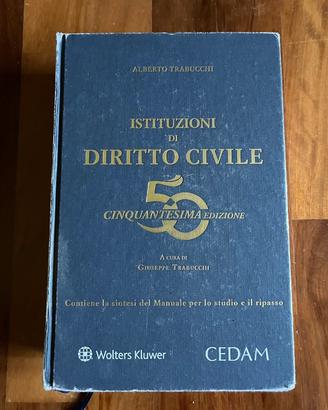 ALBERTO TRABUCCHI
ISTITUZIONI
DI
DIRITTO CIVILE
50
CINQUANTESIMA EDIZIONE
A CURA DI
GIUSEPPE TRABUCCHI
Contiene la sintesi del Manuale per lo studio e il ripasso
Wolters Kluwer CEDAM